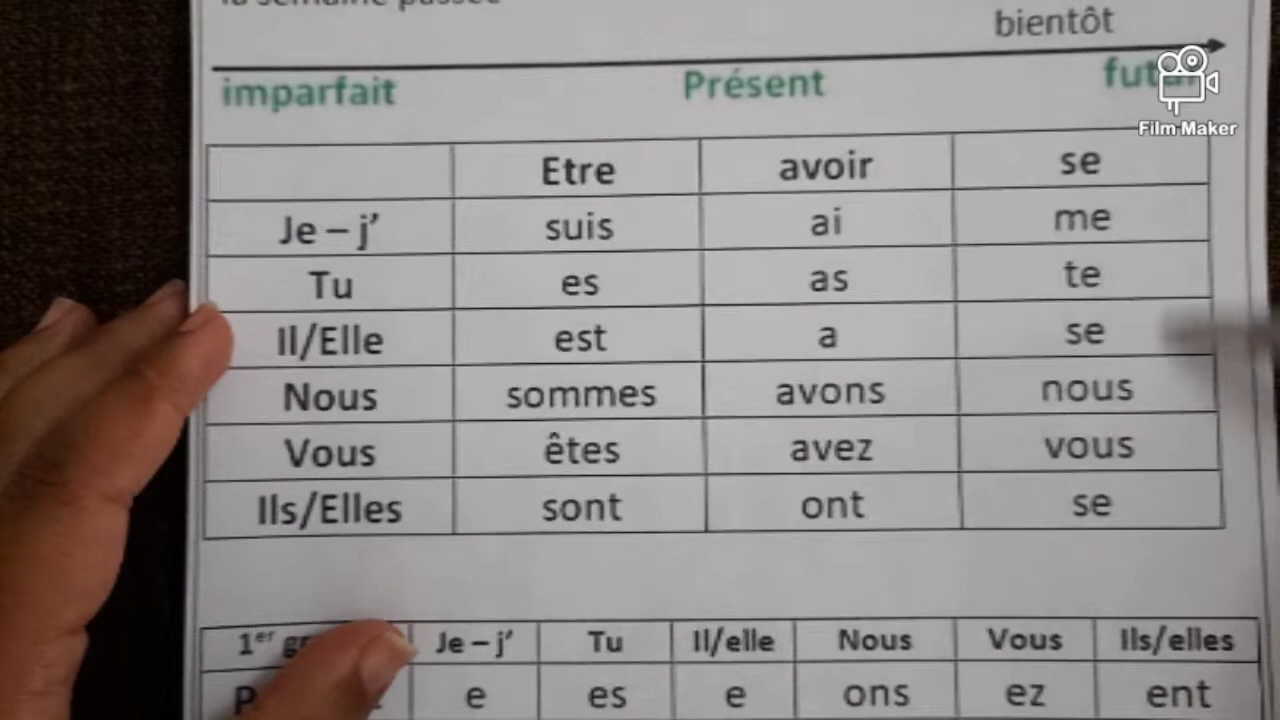 bientôt
imparfait Présent
Film Maker
Etre avoir se
Je – j' suis ai me
Tu es as te
Il/Elle est a se
Nous sommes avons nous
Vous êtes avez vous
Ils/Elles sont ont se
1er Je – j' Tu Il/elle Nous Vous Ils/elles
e es e ons ez ent